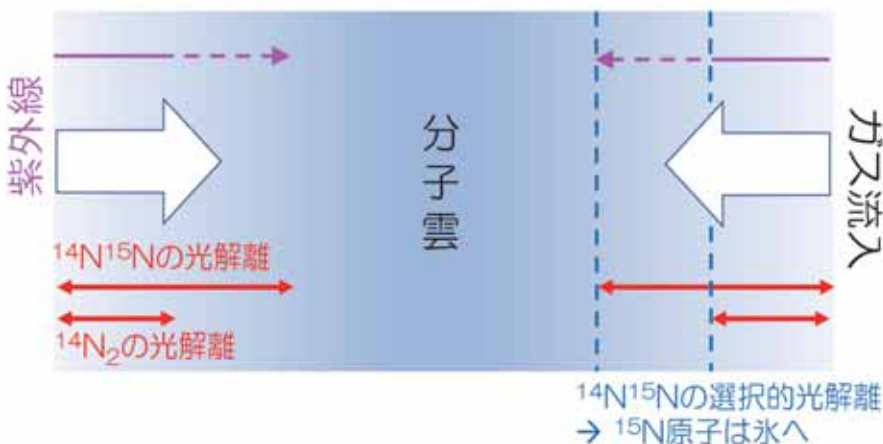 紫外線
分子雲
ガス流入
¹⁴N¹⁵Nの光解離
¹⁴N₂の光解離
¹⁴N¹⁵Nの選択的光解離
→ ¹⁵N原子は氷へ